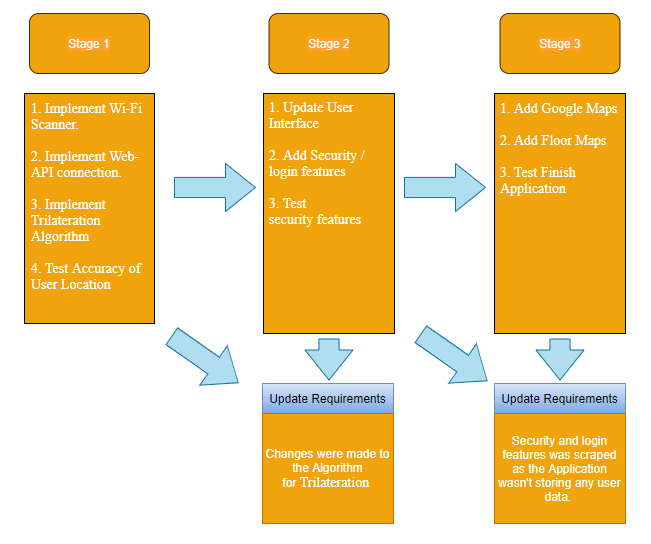 Stage 1
Stage 2
Stage 3
1. Implement Wi-Fi
Scanner.
2. Implement Web-
API connection.
3. Implement
Trilateration
Algorithm
4. Test Accuracy of
User Location
1. Update User
Interface
2. Add Security /
login features
3. Test
security features
1. Add Google Maps
2. Add Floor Maps
3. Test Finish
Application
Update Requirements
Changes were made to
the Algorithm
for Trilateration
Update Requirements
Security and login
features was scraped
as the Application
wasn't storing any user
data.